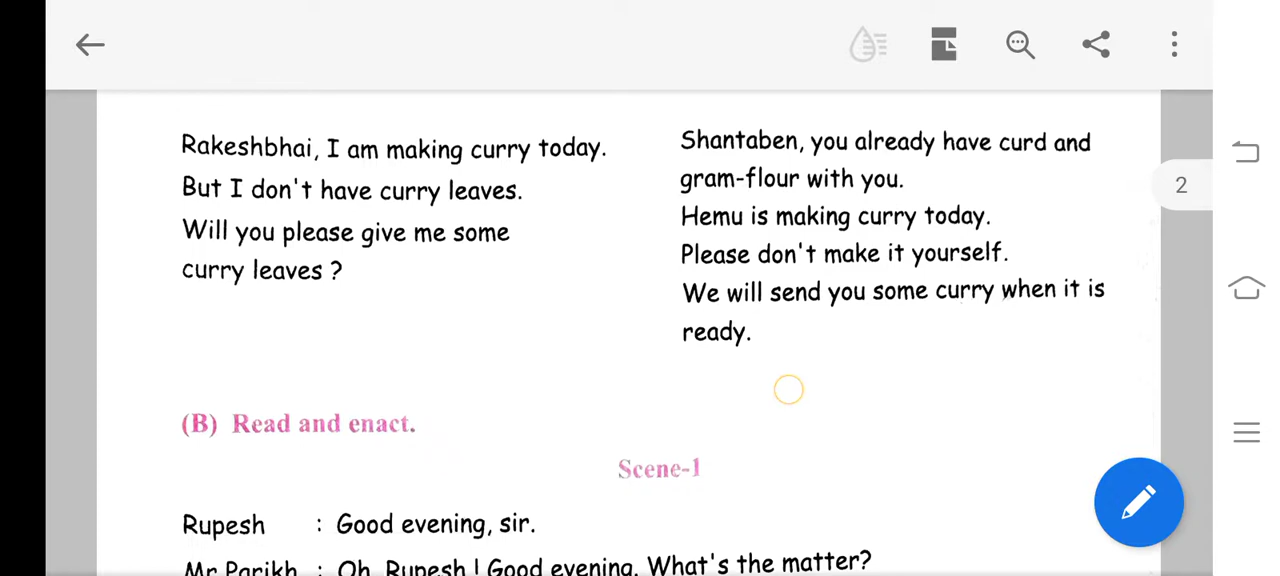 2
Rakeshbhai, I am making curry today.
But I don't have curry leaves.
Will you please give me some
curry leaves ?
Shantaben, you already have curd and
gram-flour with you.
Hemu is making curry today.
Please don't make it yourself.
We will send you some curry when it is
ready.
(B) Read and enact.
Scene-1
Rupesh : Good evening, sir.
Mr Parikh : Oh, Rupesh ! Good evening. What's the matter?